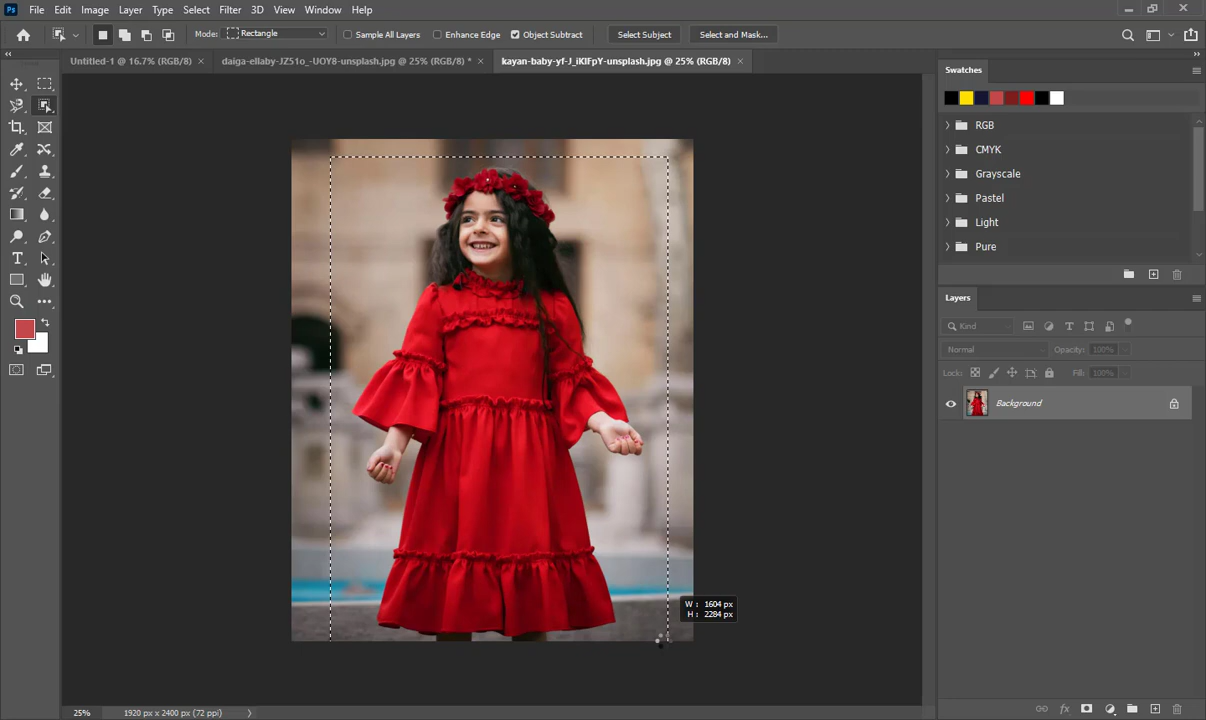 Ps File Edit Image Layer Type Select Filter 3D View Window Help
Mode: Rectangle Sample All Layers Enhance Edge Object Subtract Select Subject Select and Mask...
Untitled-1 @ 16.7% (RGB/8) × daiga-ellaby-JZ51o_-UOY8-unsplash.jpg @ 25% (RGB/8) * × kayan-baby-yf-J_iKIFpY-unsplash.jpg @ 25% (RGB/8) ×
Swatches
RGB
CMYK
Grayscale
Pastel
Light
Pure
Layers
Kind
Normal Opacity: 100%
Lock: Fill: 100%
Background
W : 1604 px
H : 2284 px
25% 1920 px x 2400 px (72 ppi)